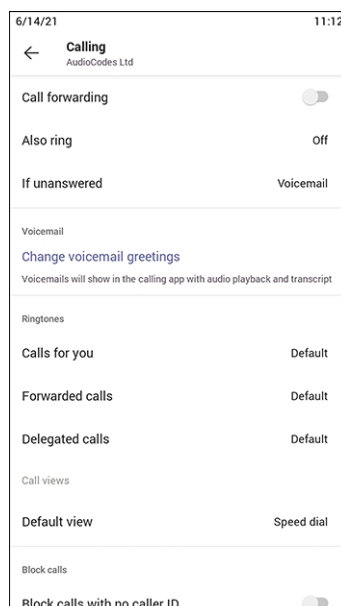 6/14/21 11:12
Calling
AudioCodes Ltd
Call forwarding
Also ring Off
If unanswered Voicemail
Voicemail
Change voicemail greetings
Voicemails will show in the calling app with audio playback and transcript
Ringtones
Calls for you Default
Forwarded calls Default
Delegated calls Default
Call views
Default view Speed dial
Block calls
Block calls with no caller ID